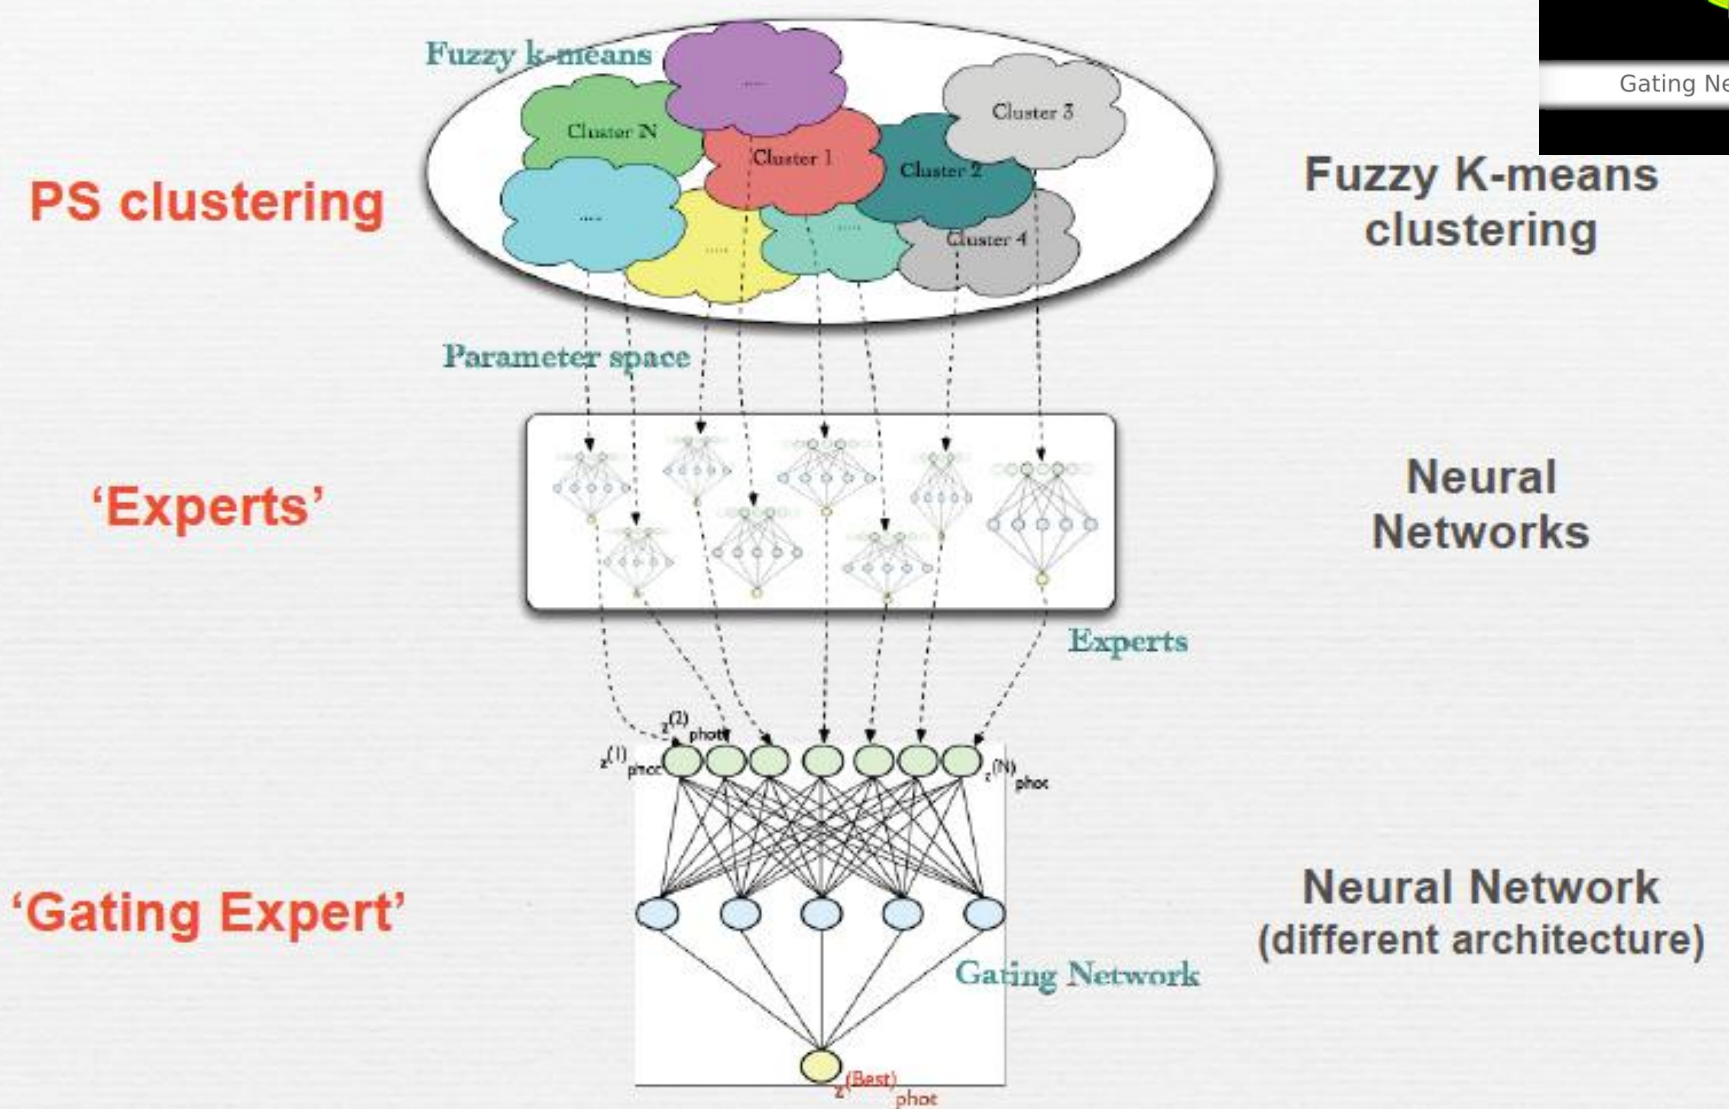 Fuzzy k-means
.....
Cluster 3
Gating Ne
Cluster N
Cluster 1
Cluster 2
PS clustering
Fuzzy K-means
clustering
.....
.....
.....
Cluster 4
Parameter space
‘Experts’
Neural
Networks
Experts
z(2)phot
z(1)phot
z(N)phot
‘Gating Expert’
Neural Network
(different architecture)
Gating Network
z(Best)phot